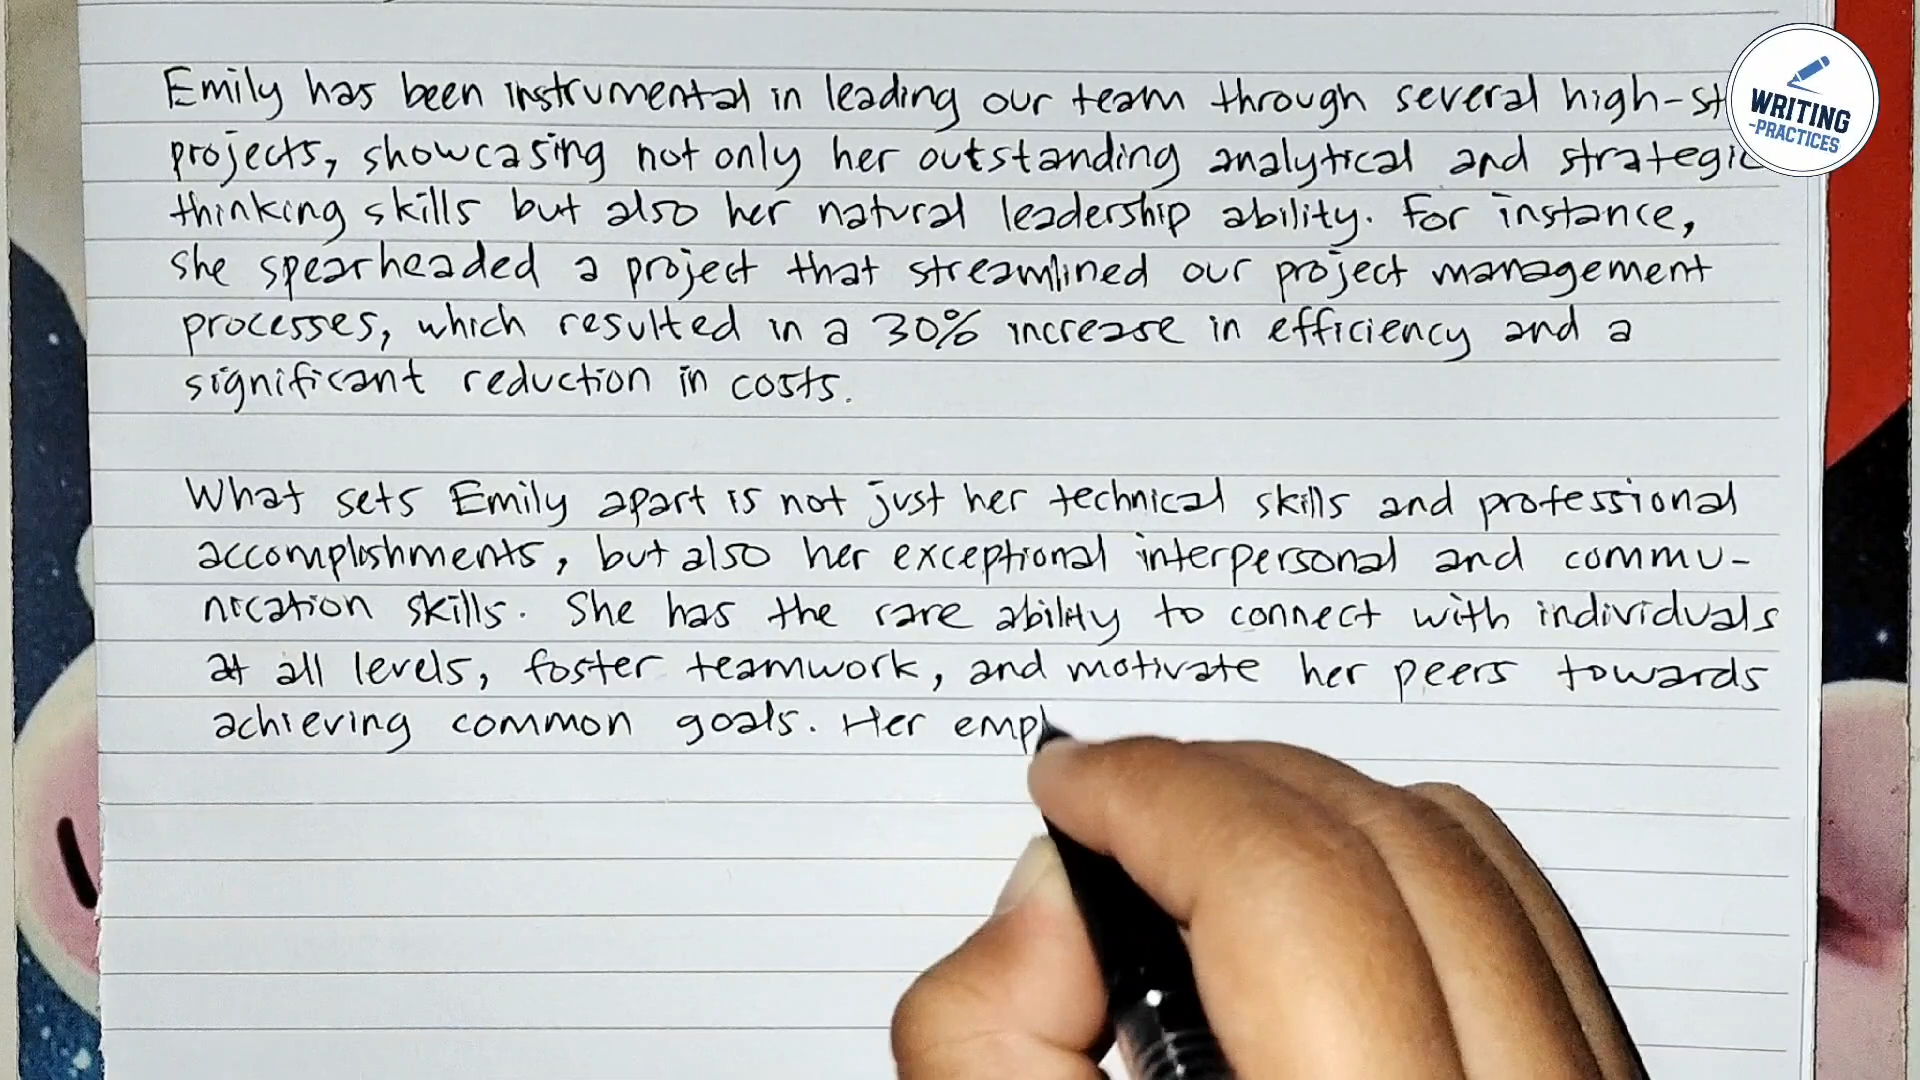 Emily has been instrumental in leading our team through several high-st
projects, showcasing not only her outstanding analytical and strategic
thinking skills but also her natural leadership ability. For instance,
she spearheaded a project that streamlined our project management
processes, which resulted in a 30% increase in efficiency and a
significant reduction in costs.
What sets Emily apart is not just her technical skills and professional
accomplishments, but also her exceptional interpersonal and commu-
nication skills. She has the rare ability to connect with individuals
at all levels, foster teamwork, and motivate her peers towards
achieving common goals. Her emp
WRITING
-PRACTICES